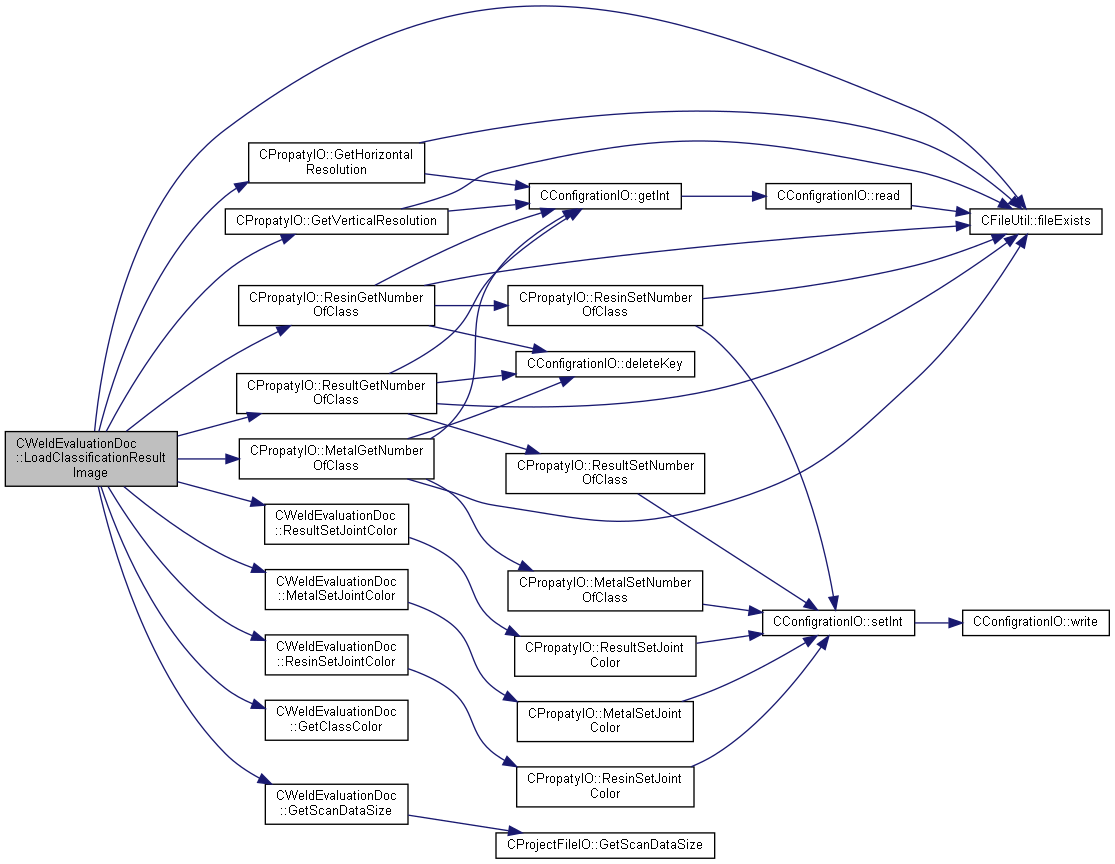 CWeldEvaluationDoc
::LoadClassificationResult
Image
CPropatyIO::GetHorizontal
Resolution
CPropatyIO::GetVerticalResolution
CPropatyIO::ResinGetNumber
OfClass
CPropatyIO::ResultGetNumber
OfClass
CPropatyIO::MetalGetNumber
OfClass
CWeldEvaluationDoc
::ResultSetJointColor
CWeldEvaluationDoc
::MetalSetJointColor
CWeldEvaluationDoc
::ResinSetJointColor
CWeldEvaluationDoc
::GetClassColor
CWeldEvaluationDoc
::GetScanDataSize
CConfigrationIO::getInt
CPropatyIO::ResinSetNumber
OfClass
CConfigrationIO::deleteKey
CPropatyIO::ResultSetNumber
OfClass
CPropatyIO::MetalSetNumber
OfClass
CPropatyIO::ResultSetJoint
Color
CPropatyIO::MetalSetJoint
Color
CPropatyIO::ResinSetJoint
Color
CProjectFileIO::GetScanDataSize
CConfigrationIO::read
CConfigrationIO::setInt
CFileUtil::fileExists
CConfigrationIO::write